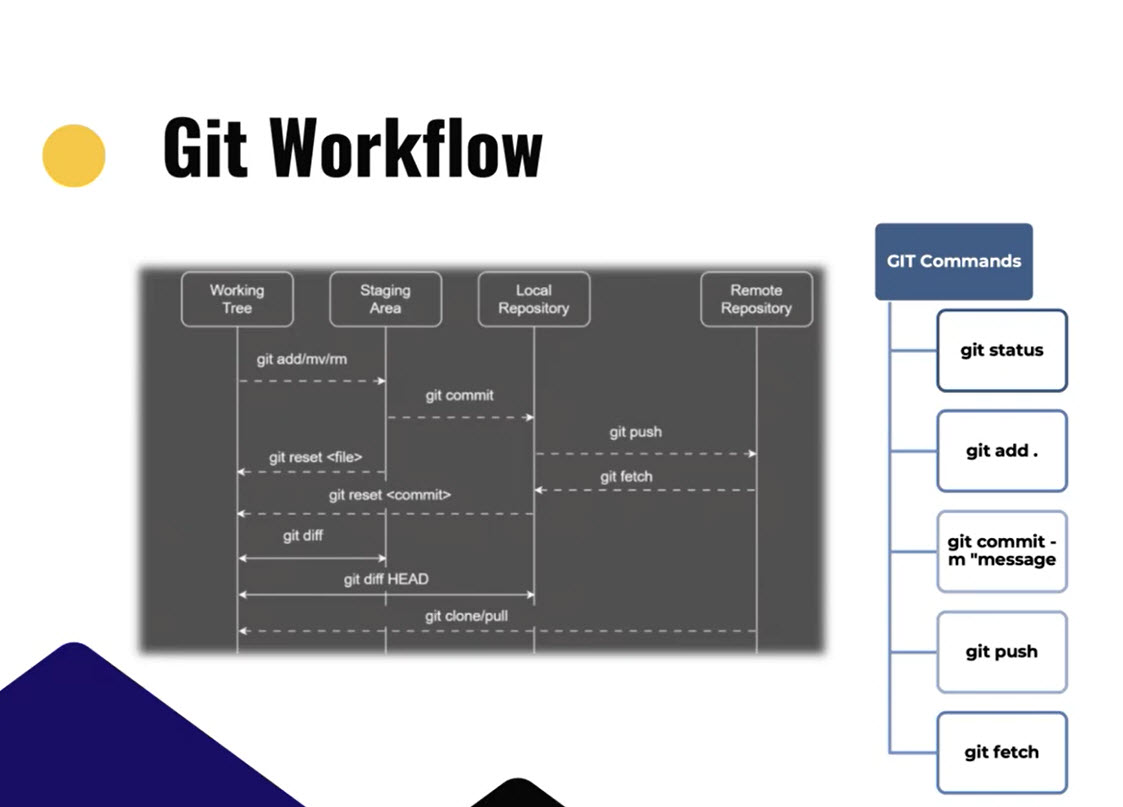 Git Workflow
GIT Commands
Working
Tree
Staging
Area
Local
Repository
Remote
Repository
git add/mv/rm
git commit
git push
git reset <file>
git fetch
git reset <commit>
git diff
git diff HEAD
git clone/pull
git status
git add .
git commit -
m "message
git push
git fetch